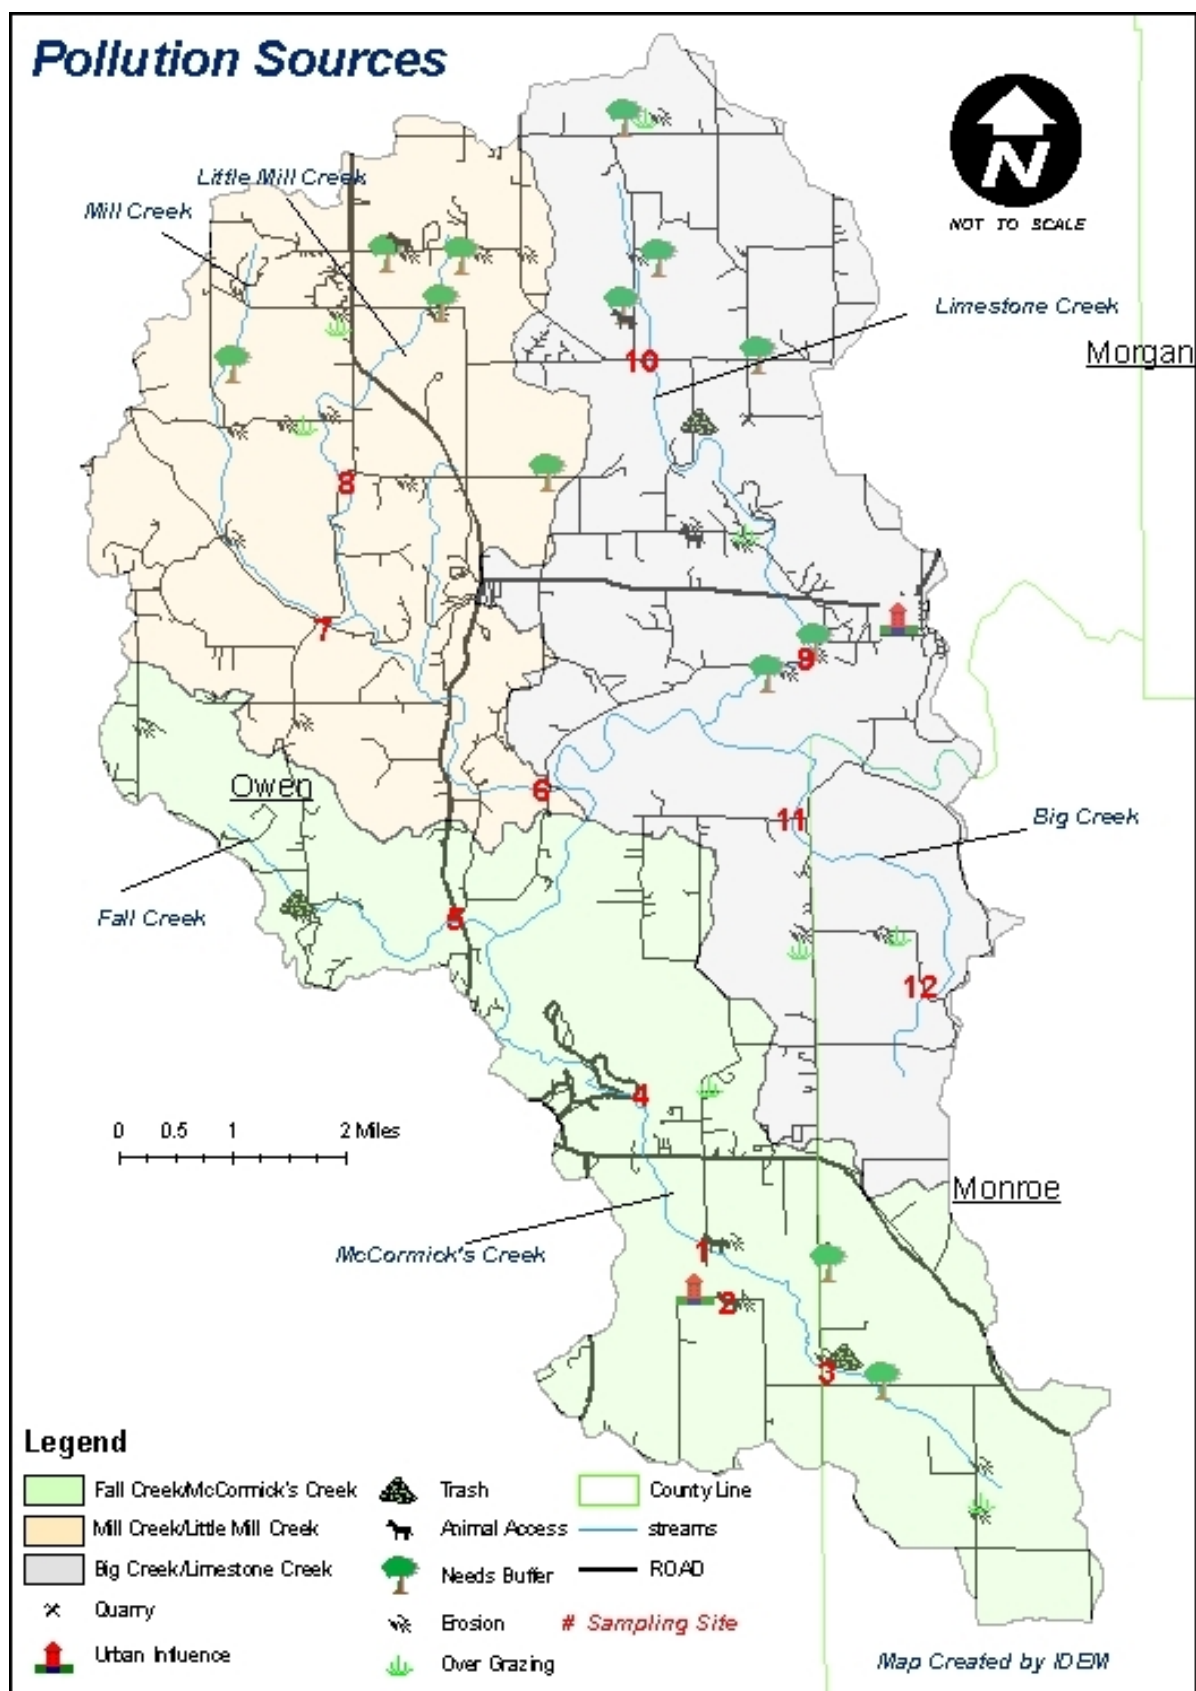 Pollution Sources
N
NOT TO SCALE
Little Mill Creek
Mill Creek
Limestone Creek
Morgan
10
8
7
9
Owen
6
11
Big Creek
Fall Creek
5
12
4
0 0.5 1 2 Miles
Monroe
McCormick's Creek
1
2
3
Legend
Fall Creek/McCormick's Creek
Mill Creek/Little Mill Creek
Big Creek/Limestone Creek
Quarry
Urban Influence
Trash
Animal Access
Needs Buffer
Erosion
Over Grazing
County Line
streams
ROAD
# Sampling Site
Map Created by IDEM